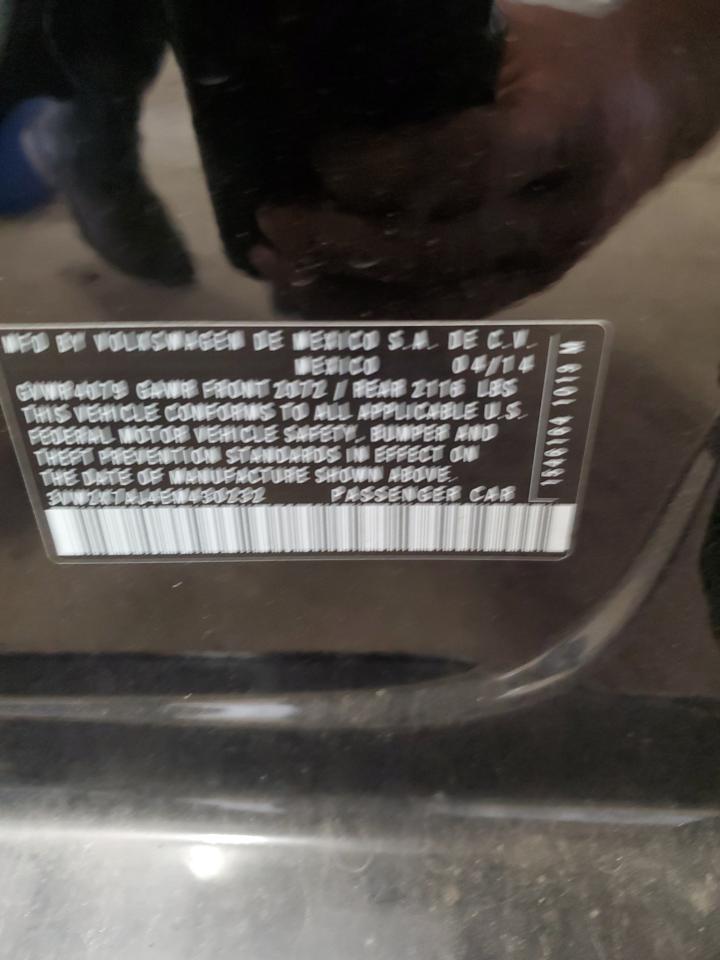 MFD BY VOLKSWAGEN DE MEXICO S.A. DE C.V.
MEXICO 04/14
GVWR4079 GAWR FRONT 2072 // REAR 2116 LBS
THIS VEHICLE CONFORMS TO ALL APPLICABLE U.S.
FEDERAL MOTOR VEHICLE SAFETY, BUMPER AND
THEFT PREVENTION STANDARDS IN EFFECT ON
THE DATE OF MANUFACTURE SHOWN ABOVE.
PASSENGER CAR
1019 M